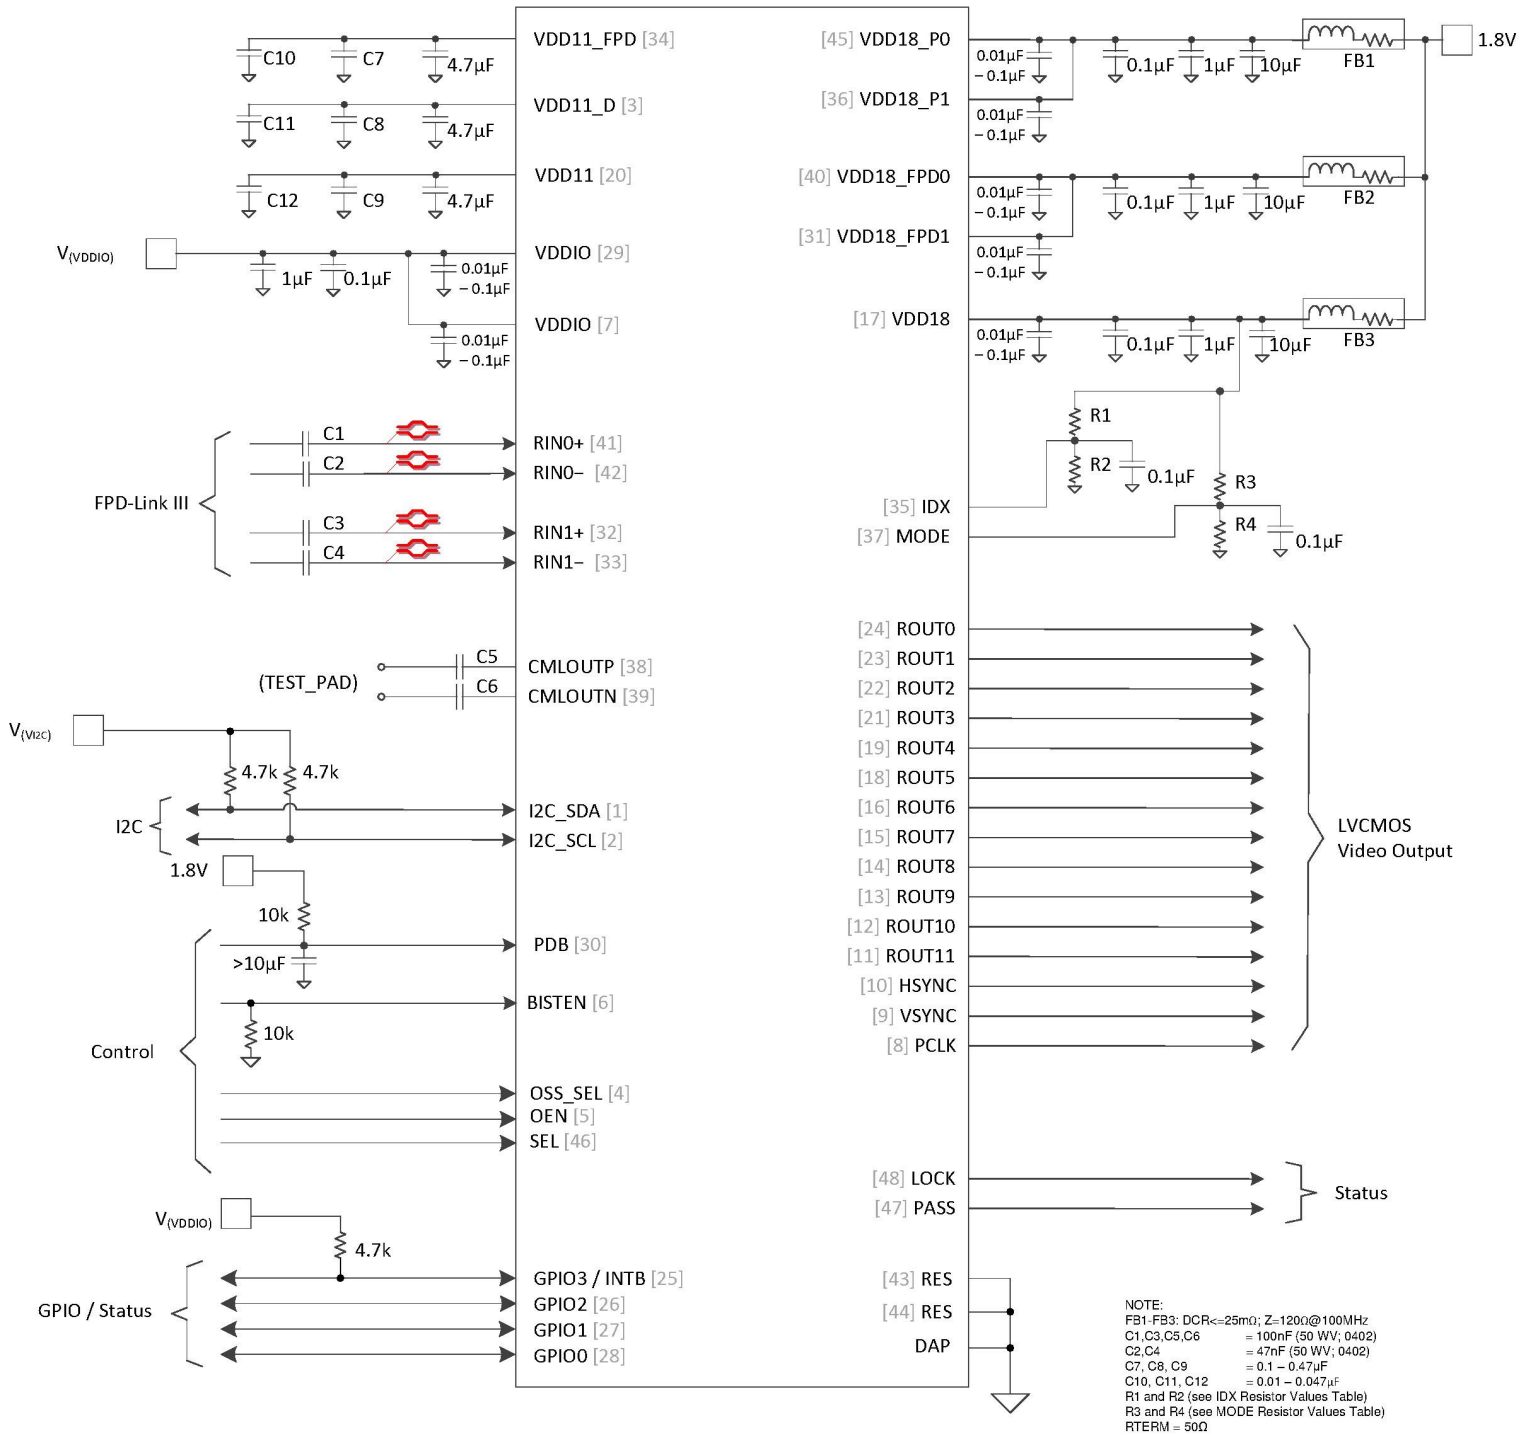 VDD11_FPD [34]
C10
C7
4.7µF
VDD11_D [3]
C11
C8
4.7µF
VDD11 [20]
C12
C9
4.7µF
V(VDDIO)
VDDIO [29]
1µF
0.1µF
0.01µF
– 0.1µF
VDDIO [7]
0.01µF
– 0.1µF
FPD-Link III
C1
RIN0+ [41]
C2
RIN0– [42]
C3
RIN1+ [32]
C4
RIN1– [33]
(TEST_PAD)
C5
CMLOUTP [38]
C6
CMLOUTN [39]
V(VI2C)
4.7k
4.7k
I2C
I2C_SDA [1]
I2C_SCL [2]
1.8V
10k
PDB [30]
>10µF
BISTEN [6]
10k
Control
OSS_SEL [4]
OEN [5]
SEL [46]
V(VDDIO)
4.7k
GPIO / Status
GPIO3 / INTB [25]
GPIO2 [26]
GPIO1 [27]
GPIO0 [28]
[45] VDD18_P0
0.01µF
– 0.1µF
0.1µF
1µF
10µF
FB1
1.8V
[36] VDD18_P1
0.01µF
– 0.1µF
[40] VDD18_FPD0
0.01µF
– 0.1µF
0.1µF
1µF
10µF
FB2
[31] VDD18_FPD1
0.01µF
– 0.1µF
[17] VDD18
0.01µF
– 0.1µF
0.1µF
1µF
10µF
FB3
R1
R2
0.1µF
R3
R4
0.1µF
[35] IDX
[37] MODE
[24] ROUT0
[23] ROUT1
[22] ROUT2
[21] ROUT3
[19] ROUT4
[18] ROUT5
[16] ROUT6
[15] ROUT7
[14] ROUT8
[13] ROUT9
[12] ROUT10
[11] ROUT11
[10] HSYNC
[9] VSYNC
[8] PCLK
LVCMOS
Video Output
[48] LOCK
[47] PASS
Status
[43] RES
[44] RES
DAP
NOTE:
FB1-FB3: DCR<=25mΩ; Z=120Ω@100MHz
C1,C3,C5,C6 = 100nF (50 WV; 0402)
C2,C4 = 47nF (50 WV; 0402)
C7, C8, C9 = 0.1 – 0.47µF
C10, C11, C12 = 0.01 – 0.047µF
R1 and R2 (see IDX Resistor Values Table)
R3 and R4 (see MODE Resistor Values Table)
RTERM = 50Ω